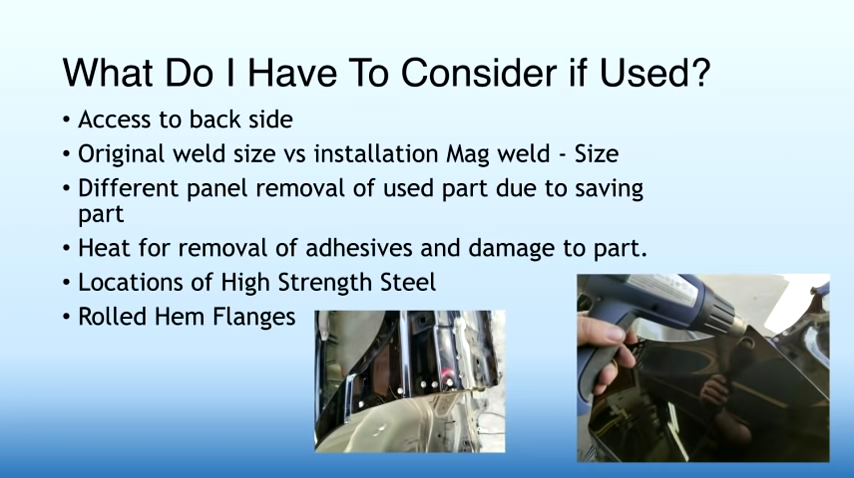 What Do I Have To Consider if Used?
• Access to back side
• Original weld size vs installation Mag weld - Size
• Different panel removal of used part due to saving
part
• Heat for removal of adhesives and damage to part.
• Locations of High Strength Steel
• Rolled Hem Flanges